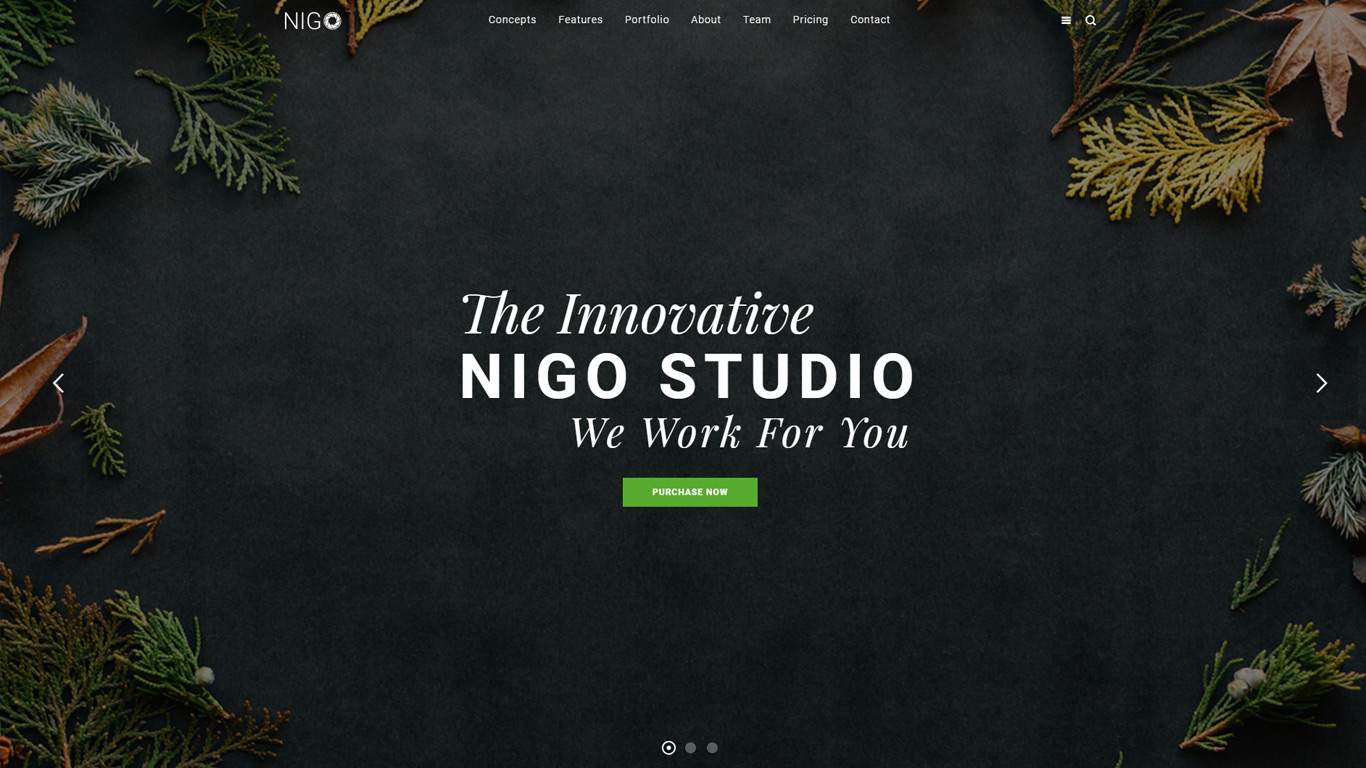 NIGO
Concepts Features Portfolio About Team Pricing Contact
The Innovative
NIGO STUDIO
We Work For You
PURCHASE NOW